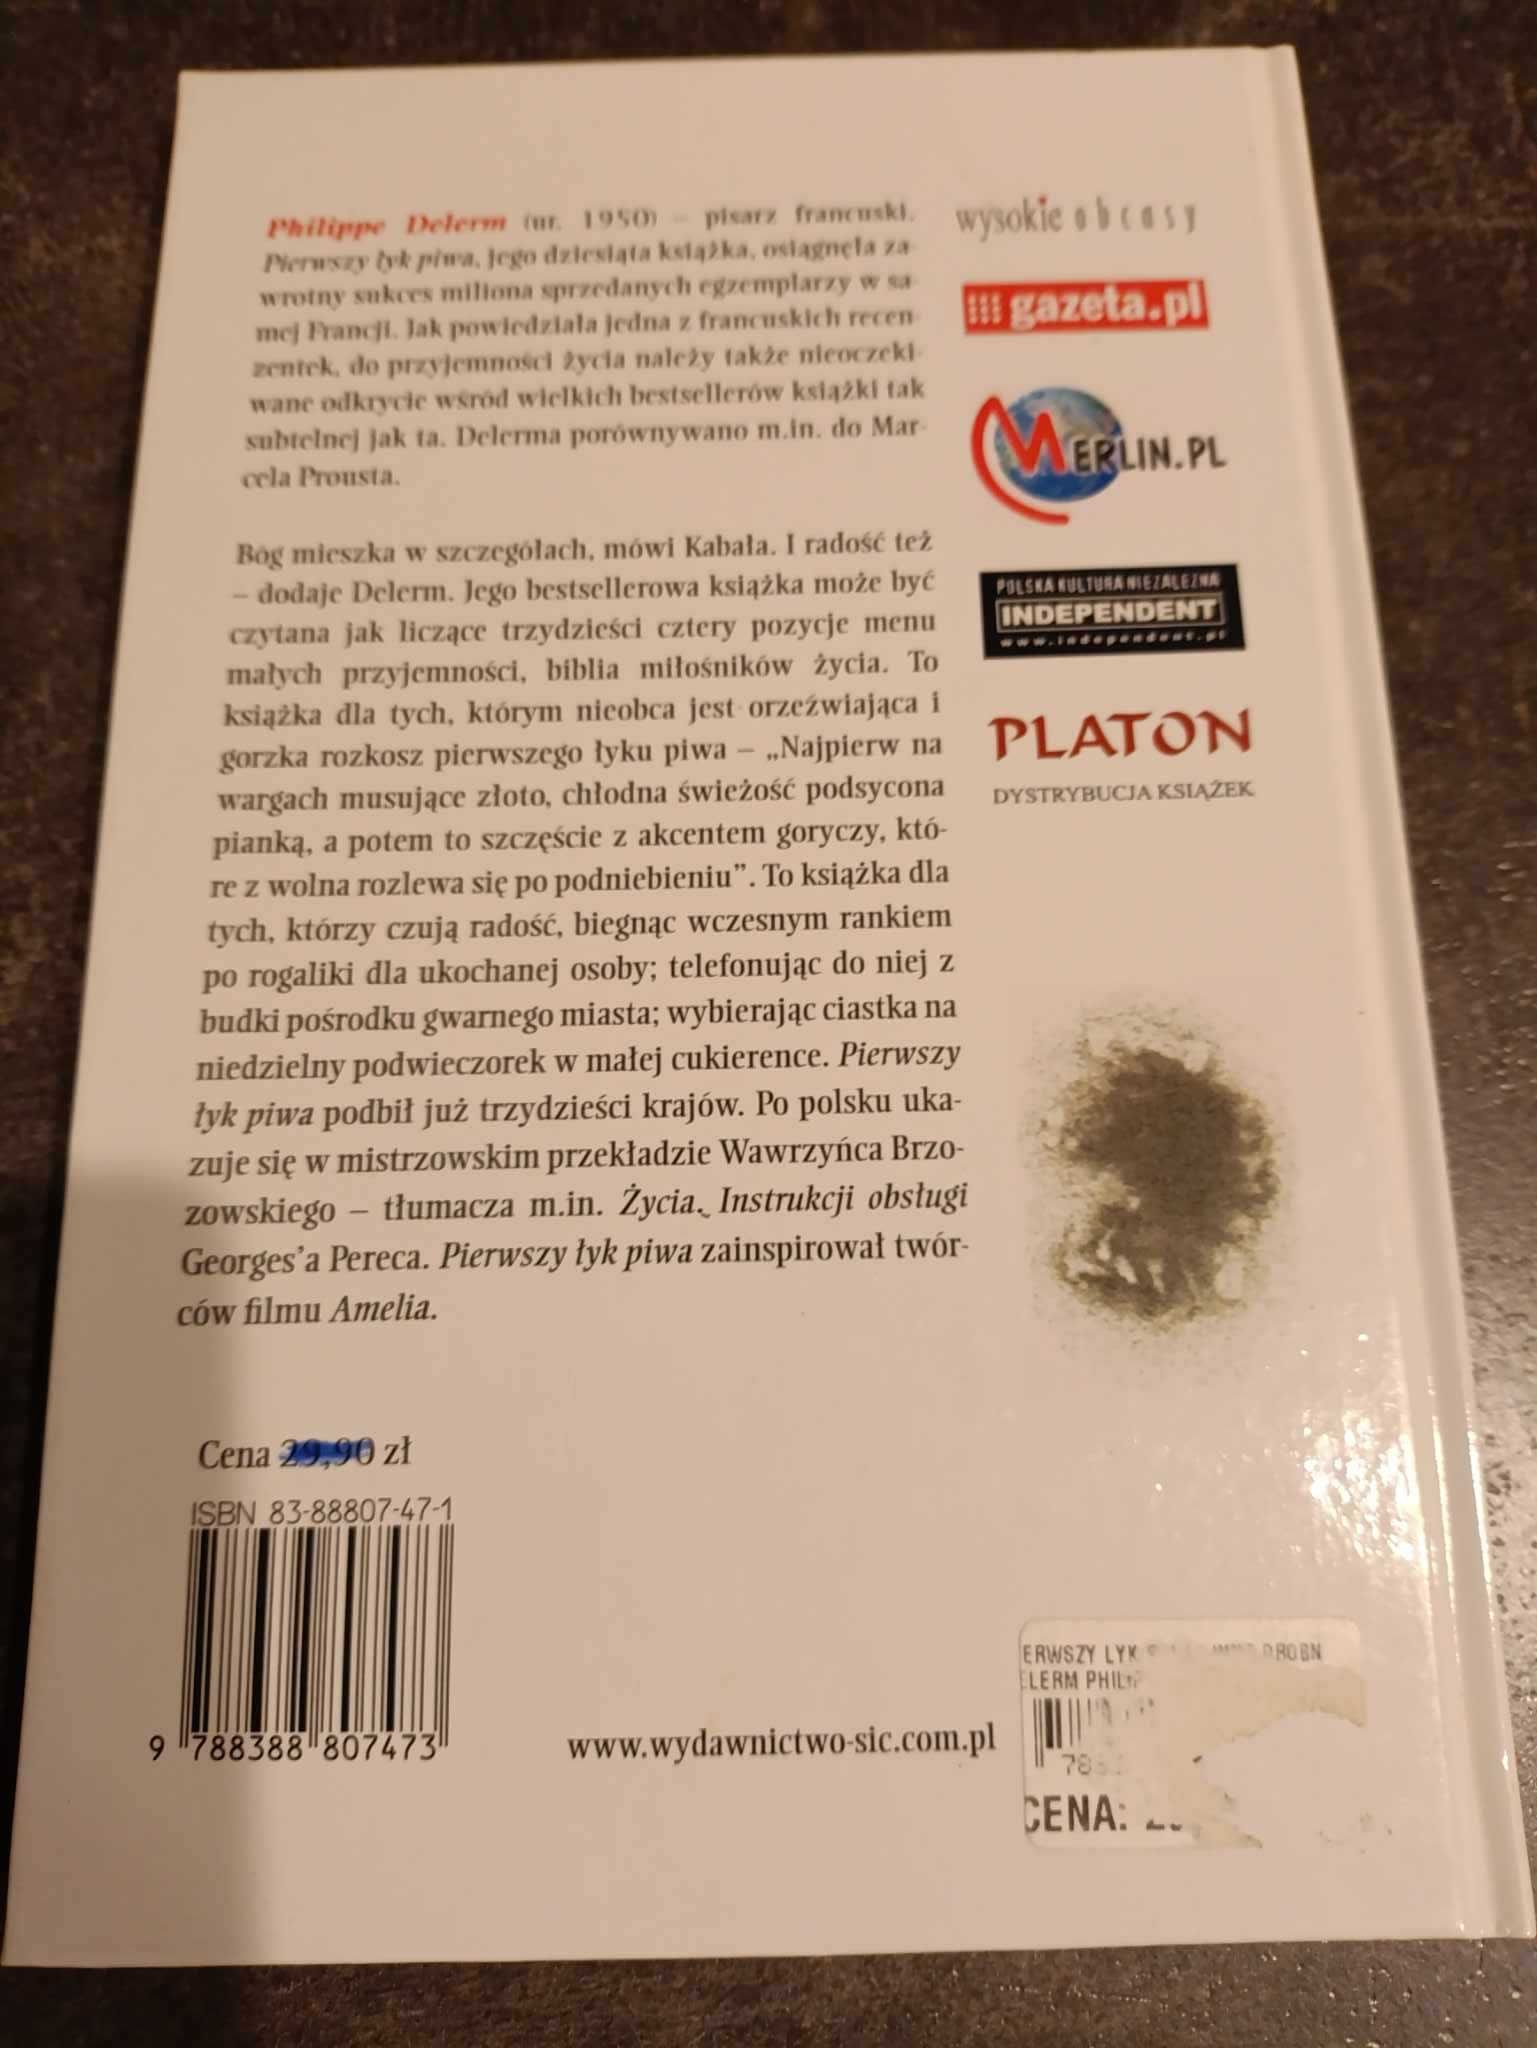 Philippe Delerm (ur. 1950) – pisarz francuski.
Pierwszy łyk piwa, jego dziesiąta książka, osiągnęła za-
wrotny sukces miliona sprzedanych egzemplarzy w sa-
mej Francji. Jak powiedziała jedna z francuskich recen-
zentek, do przyjemności życia należy także nieoczeki-
wane odkrycie wśród wielkich bestsellerów książki tak
subtelnej jak ta. Delerma porównywano m.in. do Mar-
cela Prousta.
Bóg mieszka w szczegółach, mówi Kabała. I radość też
– dodaje Delerm. Jego bestsellerowa książka może być
czytana jak liczące trzydzieści cztery pozycje menu
małych przyjemności, biblia miłośników życia. To
książka dla tych, którym nieobca jest orzeźwiająca i
gorzka rozkosz pierwszego łyku piwa – „Najpierw na
wargach musujące złoto, chłodna świeżość podsycona
pianką, a potem to szczęście z akcentem goryczy, któ-
re z wolna rozlewa się po podniebieniu”. To książka dla
tych, którzy czują radość, biegnąc wczesnym rankiem
po rogaliki dla ukochanej osoby; telefonując do niej z
budki pośrodku gwarnego miasta; wybierając ciastka na
niedzielny podwieczorek w małej cukierence. Pierwszy
łyk piwa podbił już trzydzieści krajów. Po polsku uka-
zuje się w mistrzowskim przekładzie Wawrzyńca Brzo-
zowskiego – tłumacza m.in. Życia. Instrukcji obsługi
Georges’a Pereca. Pierwszy łyk piwa zainspirował twór-
ców filmu Amelia.
wysokie obcasy
gazeta.pl
MERLIN.PL
POLSKA KULTURA NIEZALEŻNA
INDEPENDENT
www.independent.pl
PLATON
DYSTRYBUCJA KSIĄŻEK
Cena 29,90 zł
ISBN 83-88807-47-1
9 788388 807473
www.wydawnictwo-sic.com.pl
ERWSZY LYK DROBN
ELERM PHIL
CENA: